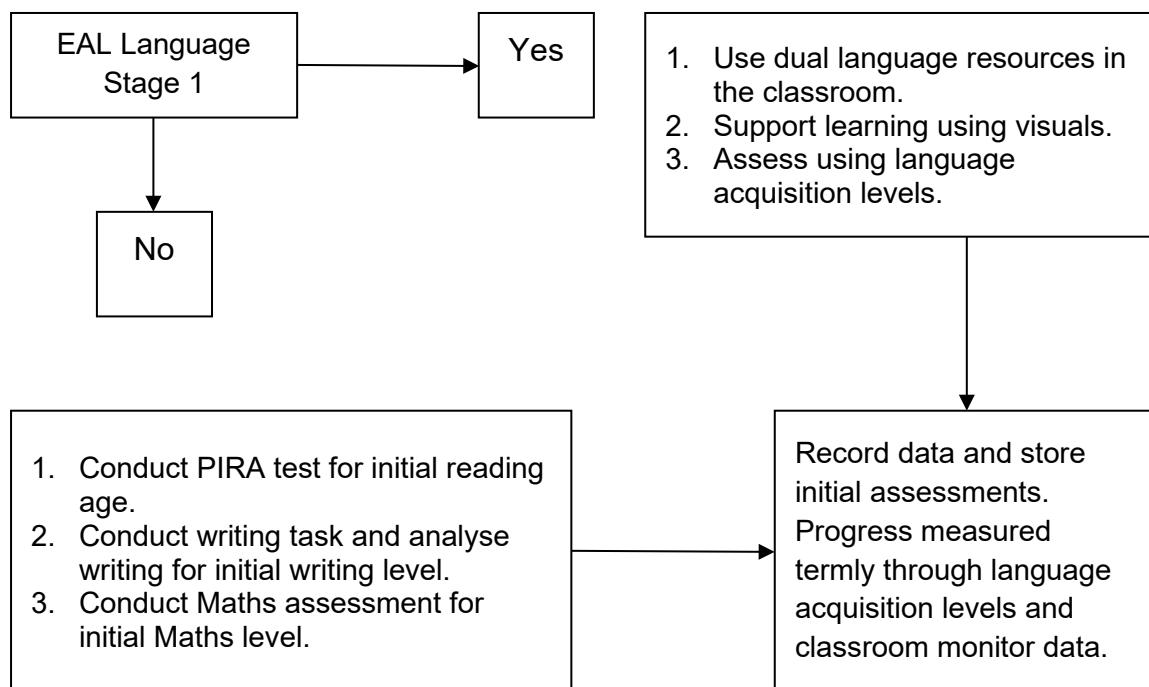 EAL Language
Stage 1
Yes
1. Use dual language resources in
the classroom.
2. Support learning using visuals.
3. Assess using language
acquisition levels.
No
1. Conduct PIRA test for initial reading
age.
2. Conduct writing task and analyse
writing for initial writing level.
3. Conduct Maths assessment for
initial Maths level.
Record data and store
initial assessments.
Progress measured
termly through language
acquisition levels and
classroom monitor data.